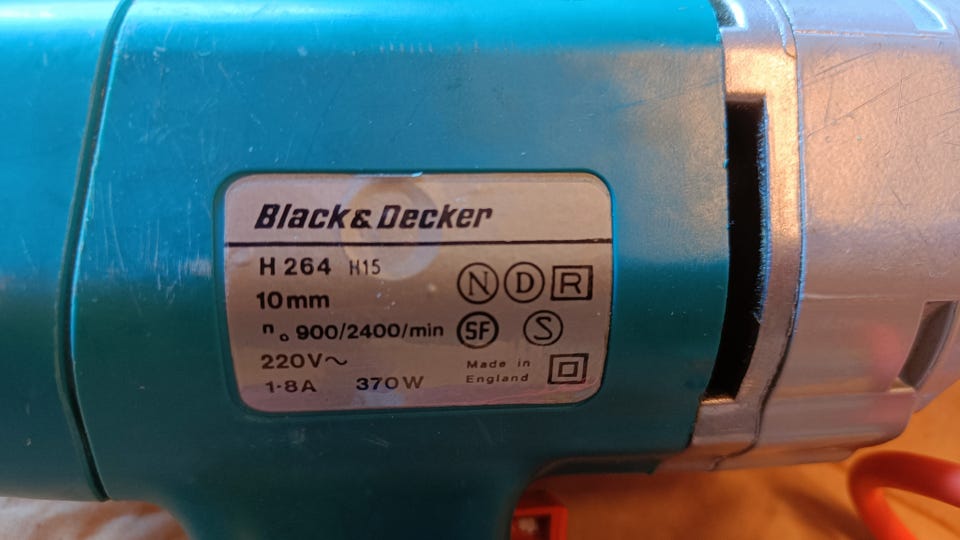 Black & Decker
H 264 H15
10mm
n₀ 900/2400/min
220V~
1·8A 370W
N D R
SF S
Made in
England